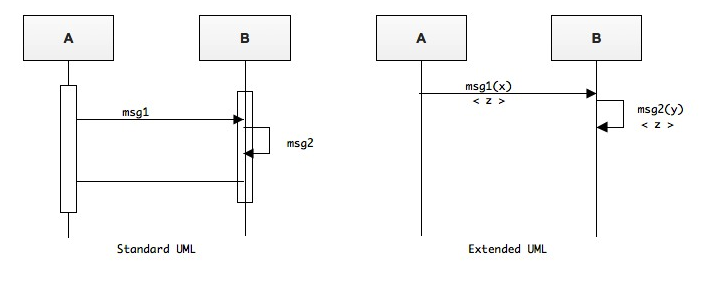 A
B
A
B
msg1
msg2
msg1(x)
< z >
msg2(y)
< z >
Standard UML
Extended UML